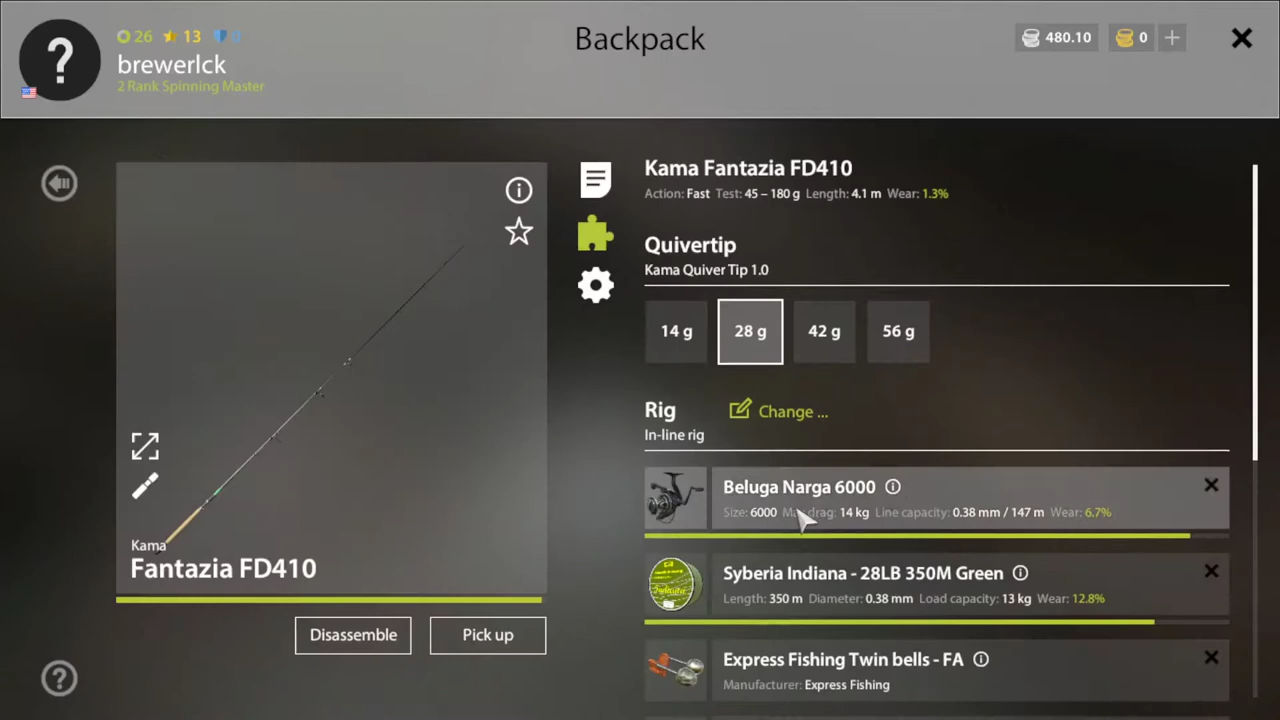 26 13
Backpack
480.10
0
brewerlck
2 Rank Spinning Master
Kama Fantazia FD410
Action: Fast Test: 45 – 180 g Length: 4.1 m Wear: 1.3%
Quivertip
Kama Quiver Tip 1.0
14 g
28 g
42 g
56 g
Rig
Change ...
In-line rig
Beluga Narga 6000
Size: 6000 drag: 14 kg Line capacity: 0.38 mm / 147 m Wear: 6.7%
Kama
Fantazia FD410
Syberia Indiana - 28LB 350M Green
Length: 350 m Diameter: 0.38 mm Load capacity: 13 kg Wear: 12.8%
Disassemble
Pick up
Express Fishing Twin bells - FA
Manufacturer: Express Fishing